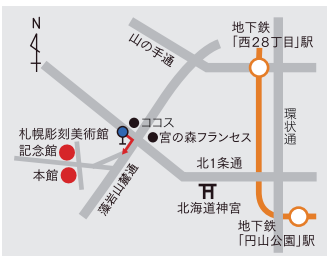 N
山の手通
地下鉄
「西28丁目」駅
ココス
札幌彫刻美術館
記念館
本館
宮の森フランセス
環状通
北1条通
藻岩山麓通
北海道神宮
地下鉄
「円山公園」駅